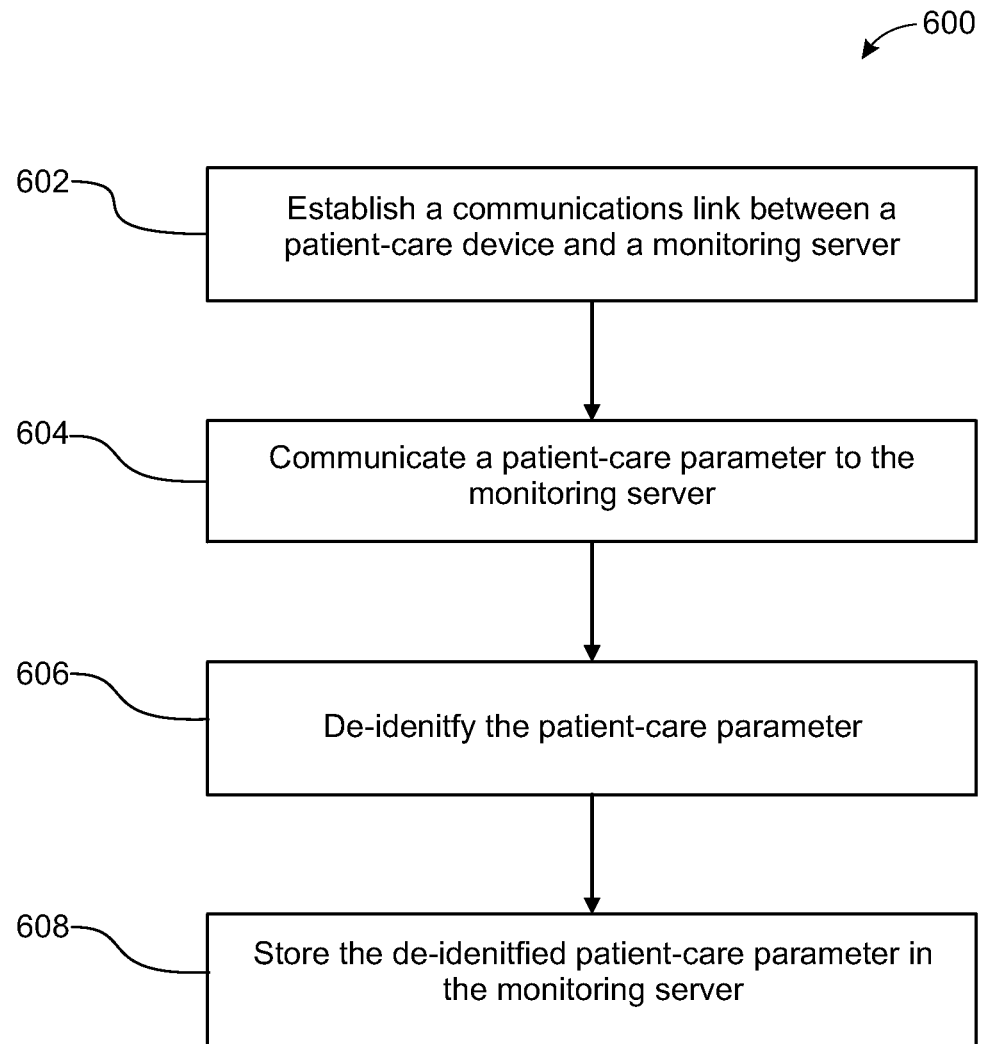 600
602
Establish a communications link between a
patient-care device and a monitoring server
604
Communicate a patient-care parameter to the
monitoring server
606
De-idenitfy the patient-care parameter
608
Store the de-idenitfied patient-care parameter in
the monitoring server